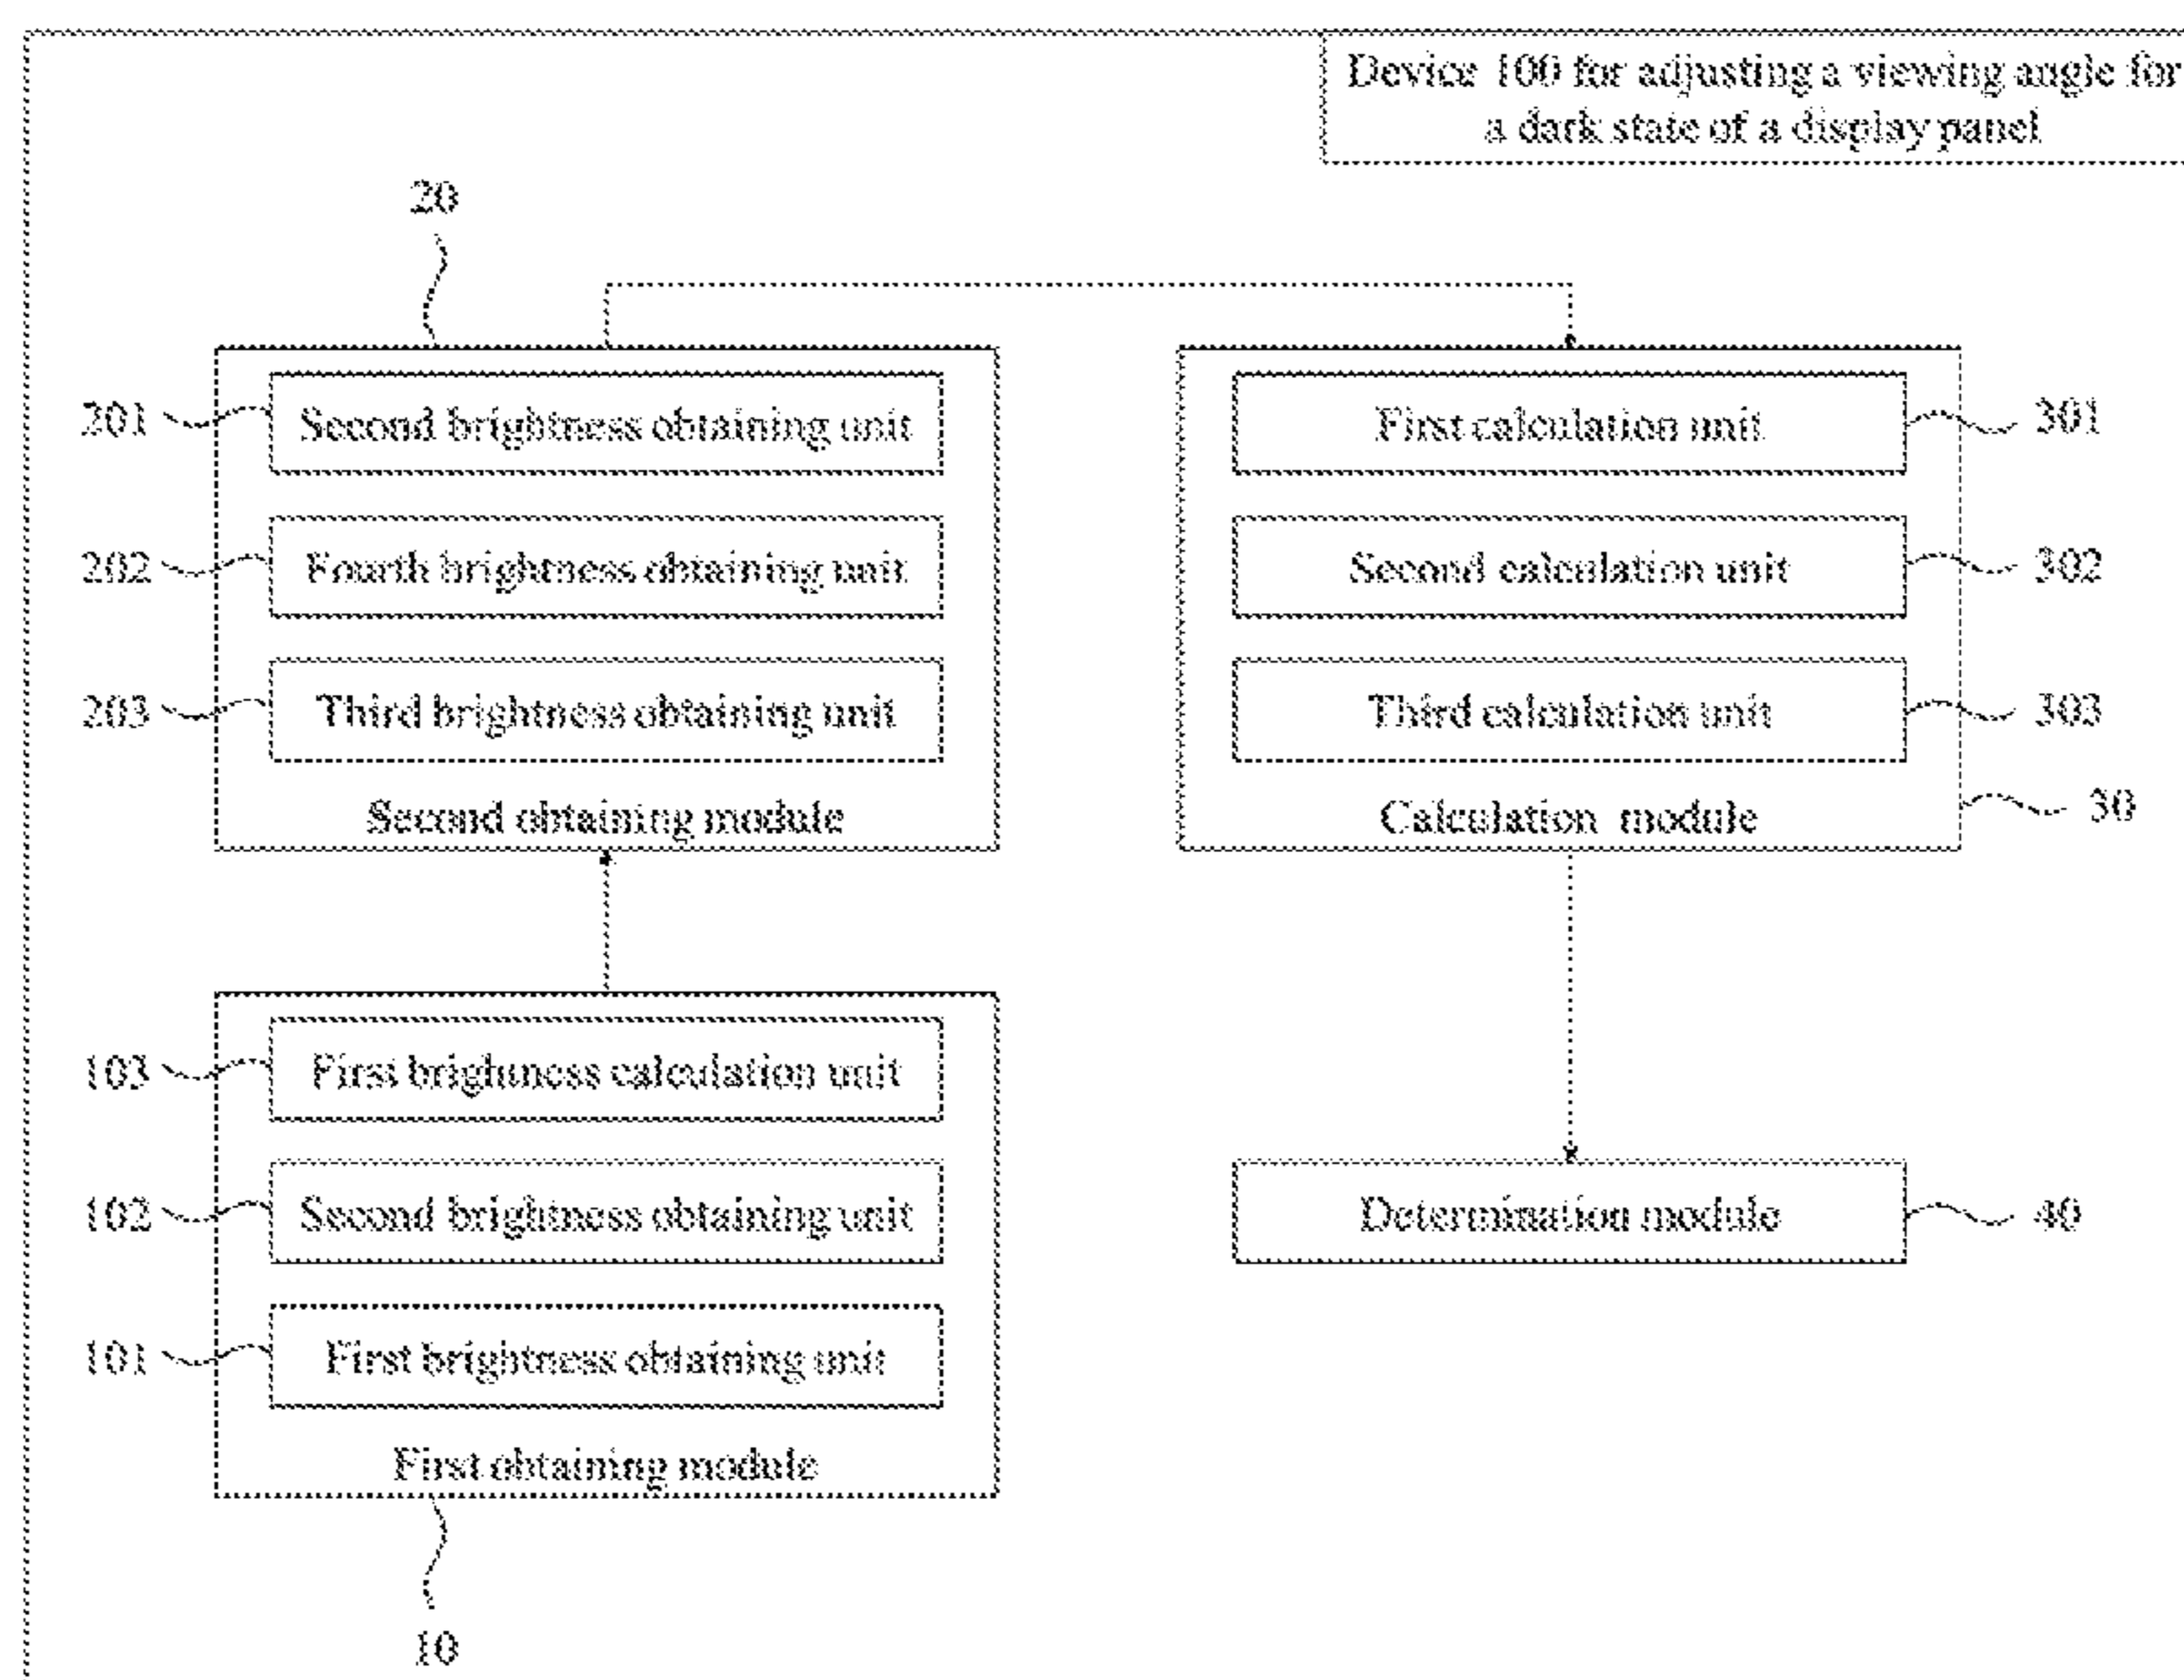 Device 100 for adjusting a viewing angle for
a dark state of a display panel
20
201
Second brightness obtaining unit
202
Fourth brightness obtaining unit
203
Third brightness obtaining unit
Second obtaining module
First calculation unit
301
Second calculation unit
302
Third calculation unit
303
Calculation module
30
103
First brightness calculation unit
102
Second brightness obtaining unit
101
First brightness obtaining unit
First obtaining module
10
Determination module
40